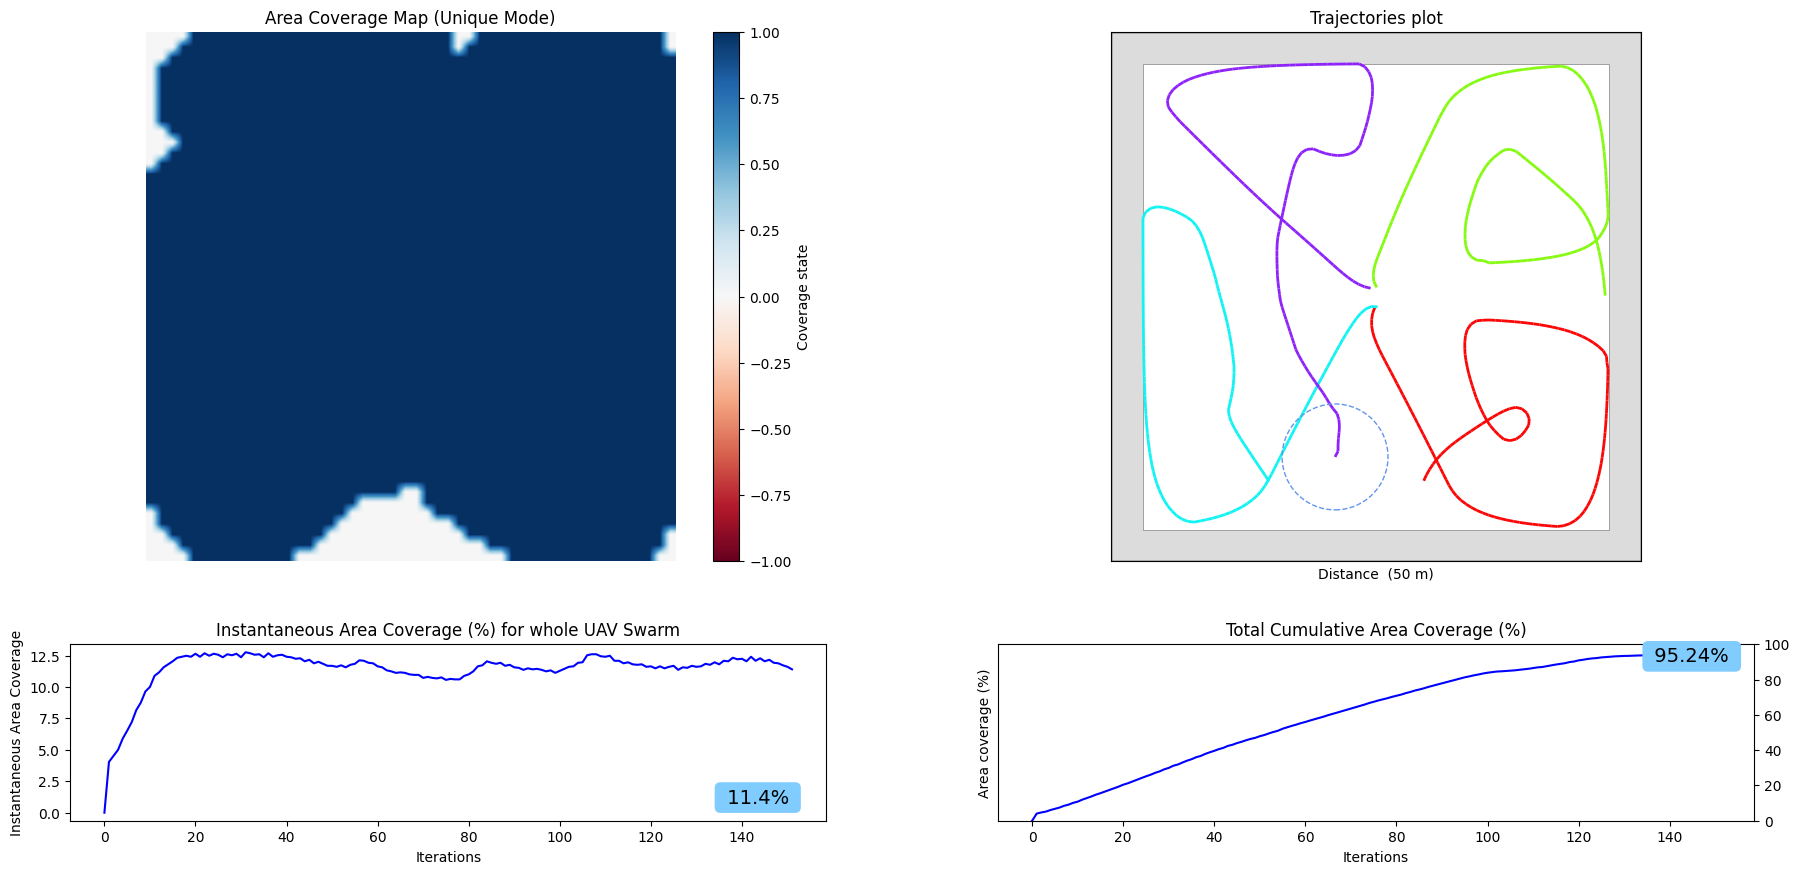 Area Coverage Map (Unique Mode)
1.00
0.75
0.50
0.25
0.00
−0.25
−0.50
−0.75
−1.00
Coverage state
Trajectories plot
Distance  (50 m)
Instantaneous Area Coverage (%) for whole UAV Swarm
Instantaneous Area Coverage
12.5
10.0
7.5
5.0
2.5
0.0
11.4%
0 20 40 60 80 100 120 140
Iterations
Total Cumulative Area Coverage (%)
Area coverage (%)
95.24%
100
80
60
40
20
0
0 20 40 60 80 100 120 140
Iterations